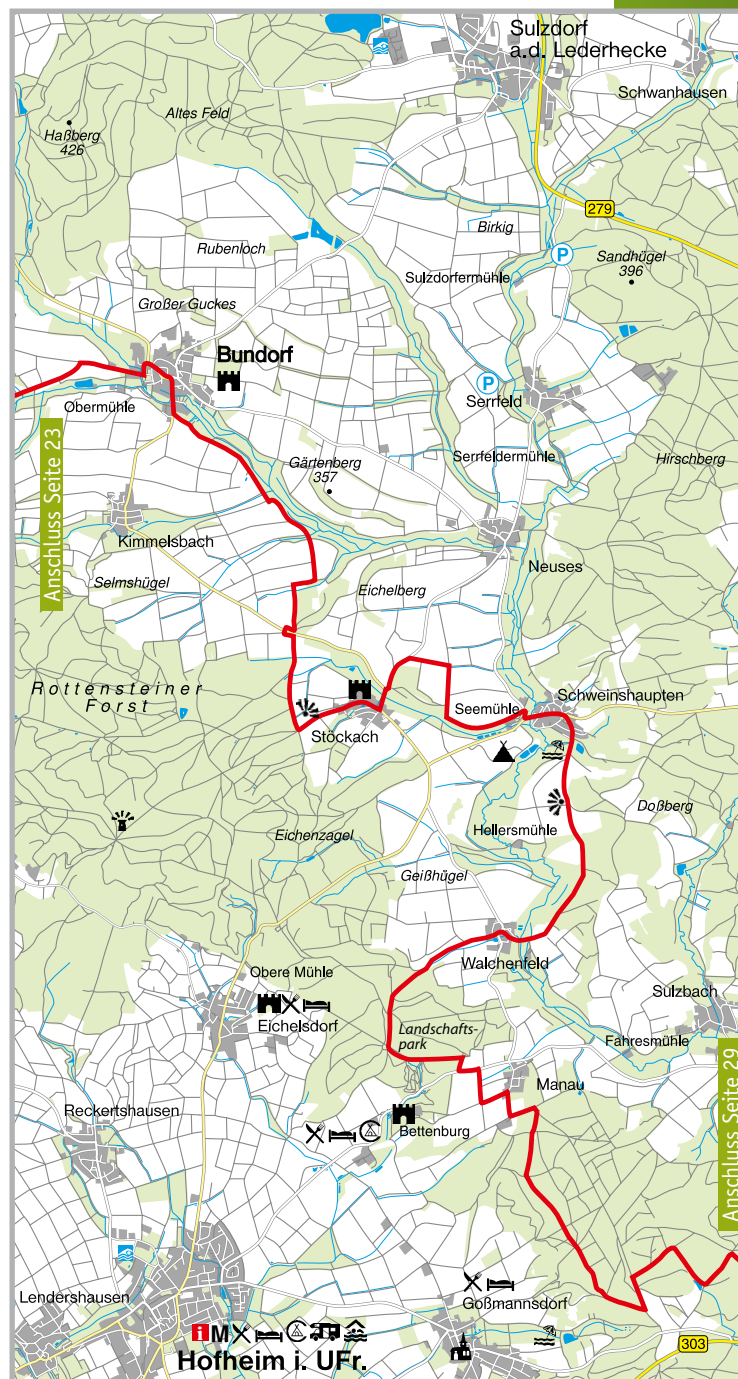 Sulzdorf
a.d. Lederhecke
Schwanhausen
Altes Feld
Haßberg
426
279
Birkig
Rubenloch
P
Sandhügel
396
Sulzdorfermühle
Großer Guckes
Bundorf
P
Serrfeld
Obermühle
Anschluss Seite 23
Serrfeldermühle
Gärtenberg
357
Hirschberg
Kimmelsbach
Neuses
Selmshügel
Eichelberg
Rottensteiner
Forst
Schweinshaupten
Seemühle
Stöckach
Doßberg
Eichenzagel
Hellersmühle
Geißhügel
Walchenfeld
Obere Mühle
Sulzbach
Eichelsdorf
Landschafts-
park
Fahresmühle
Manau
Anschluss Seite 29
Reckertshausen
Bettenburg
Lendershausen
Goßmannsdorf
i M
Hofheim i. UFr.
303